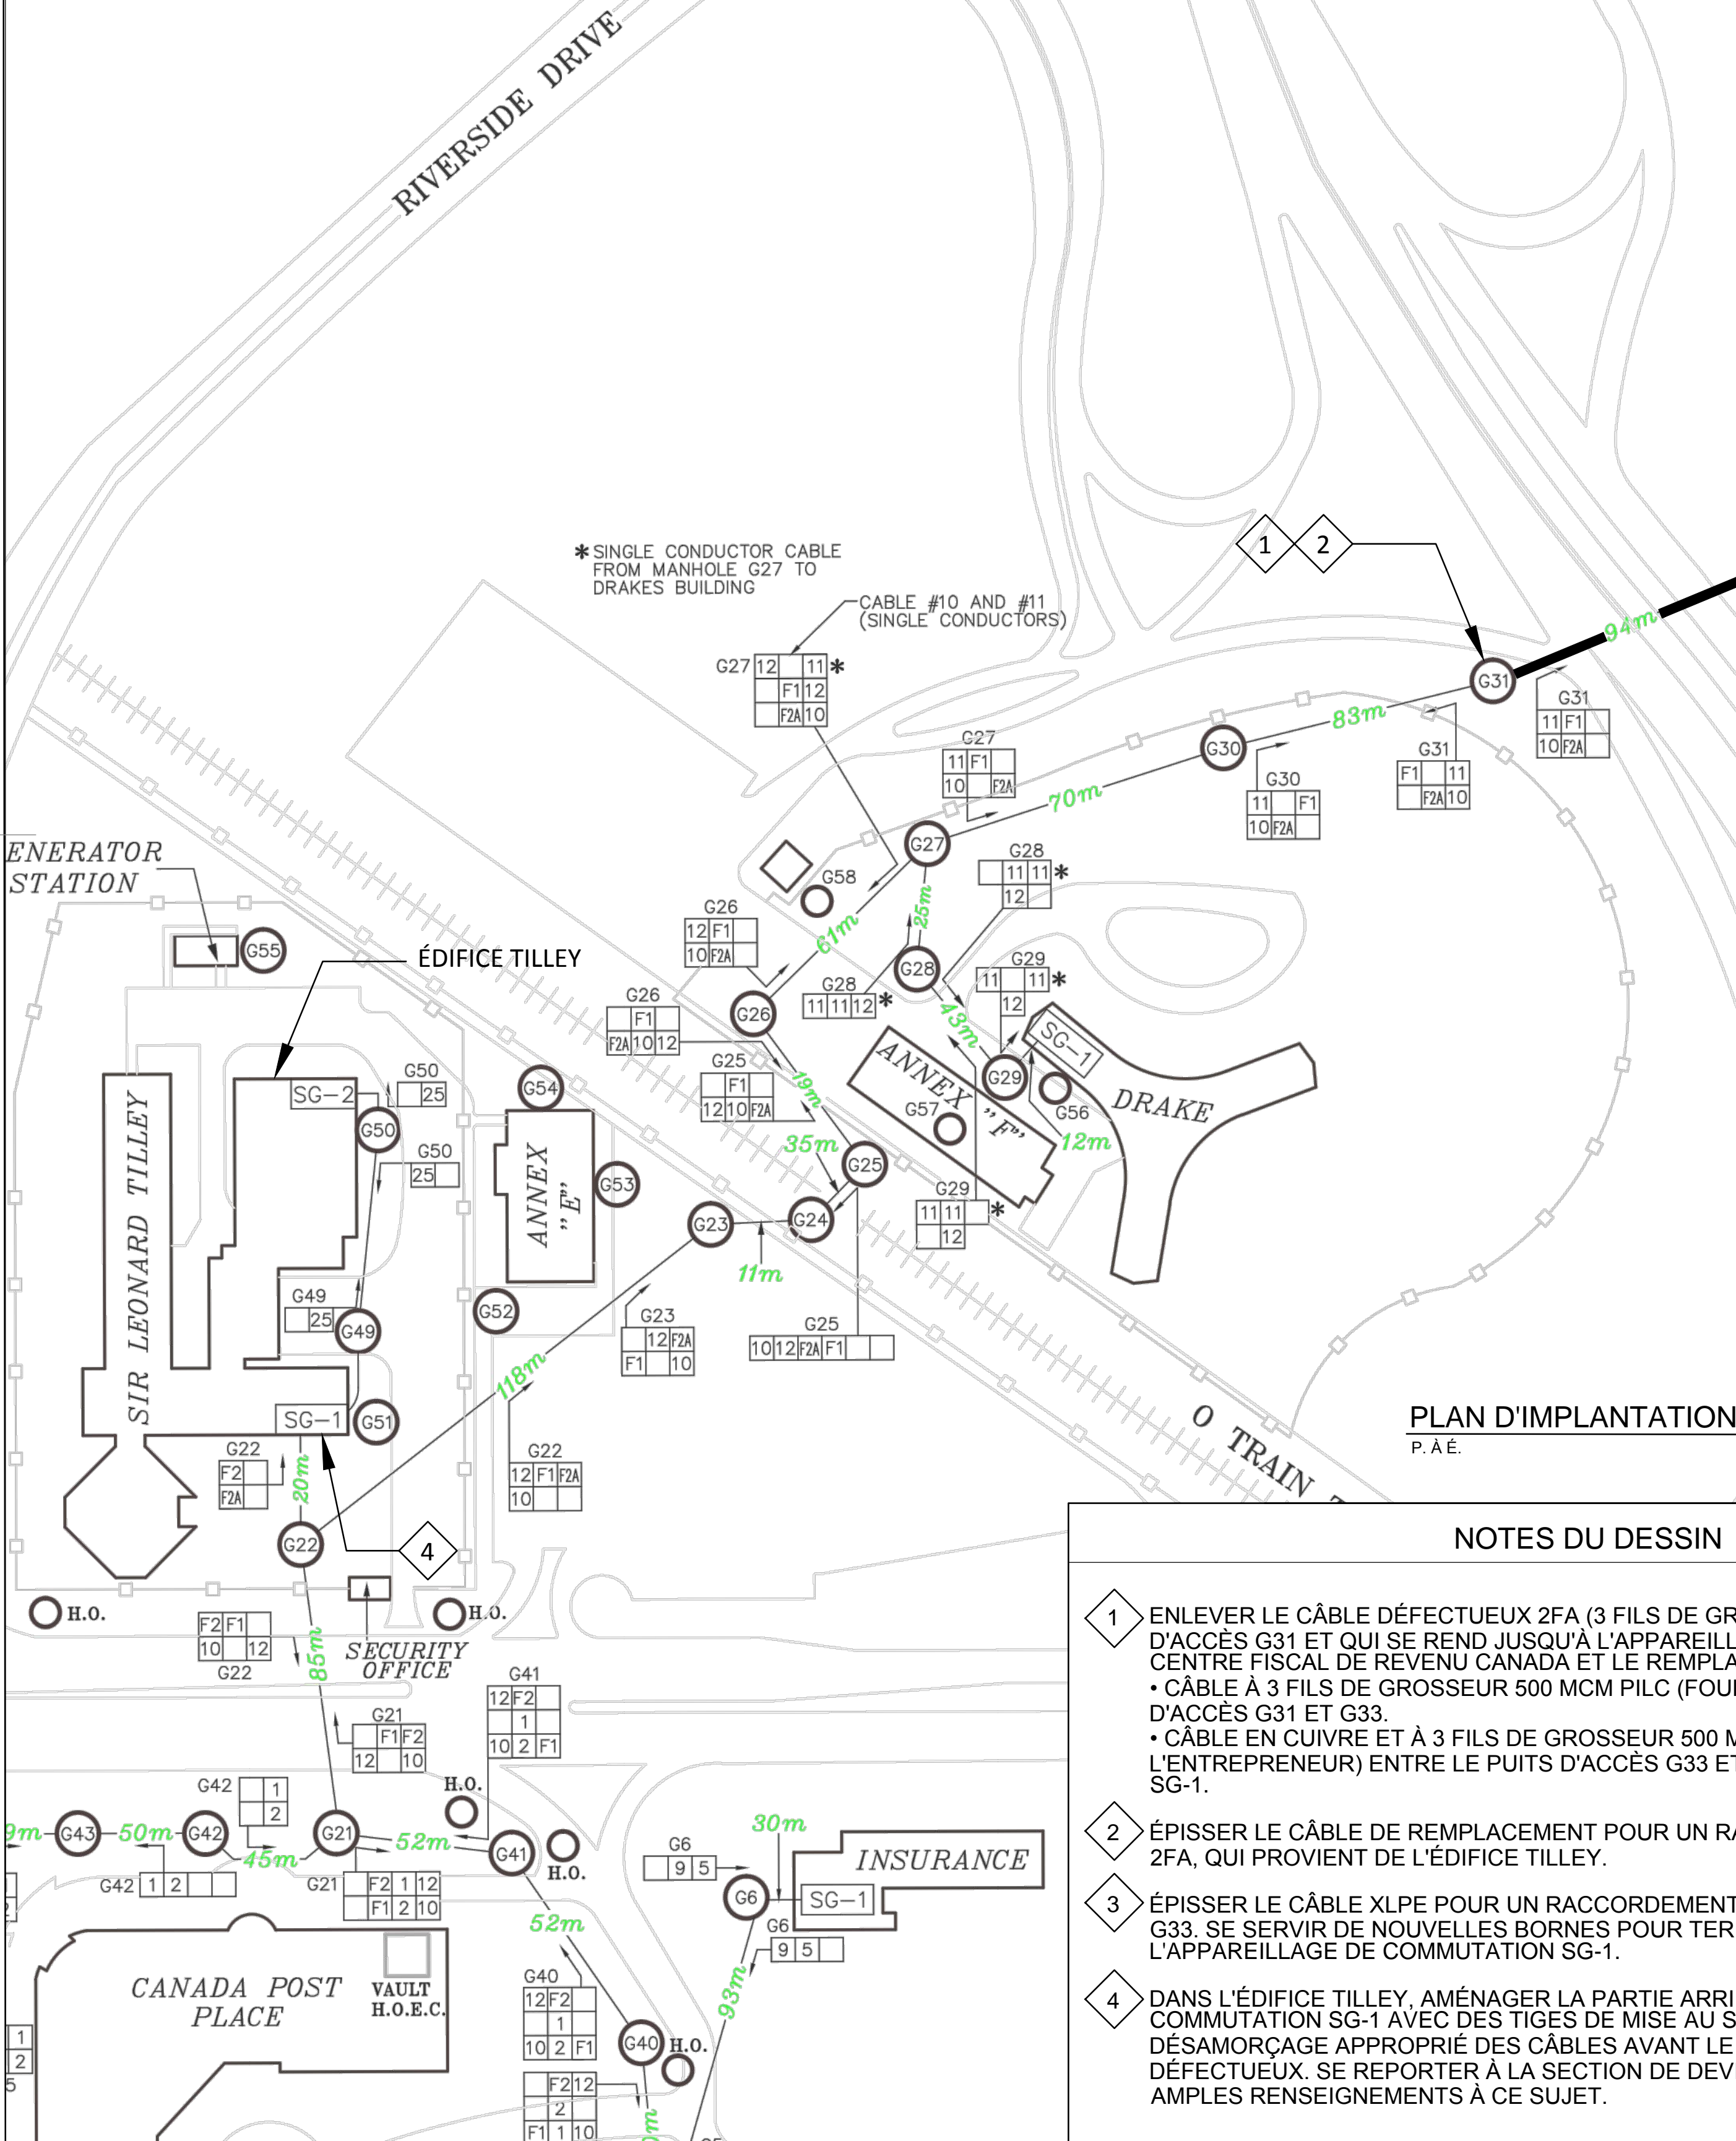 RIVERSIDE DRIVE
* SINGLE CONDUCTOR CABLE
FROM MANHOLE G27 TO
DRAKES BUILDING
CABLE #10 AND #11
(SINGLE CONDUCTORS)
1 2
94m
G27 12 11 *
F1 12
F2A 10
G31
G31
11 F1
10 F2A
83m
G30
G31
F1 11
F2A 10
G27
11 F1
10 F2A
70m
G30
11 F1
10 F2A
G27
ENERATOR
STATION
G58
G28
11 11 *
12
25m
61m
G26
12 F1
10 F2A
G55
ÉDIFICE TILLEY
G28
G28
11 11 12 *
G29
11 11 *
12
G26
G26
F1
F2A 10 12
43m
SG-1
G25
F1
12 10 F2A
19m
ANNEX "F"
G29
G56
G57
DRAKE
12m
SG-2
G50
25
G54
G50
G50
25
35m
G25
SIR LEONARD TILLEY
ANNEX "E"
G53
G23
G24
11m
G29
11 11 *
12
G49
25
G49
G52
G23
12 F2A
F1 10
G25
10 12 F2A F1
118m
SG-1
G51
O TRAIN
PLAN D'IMPLANTATION
P. À É.
G22
F2
F2A
20m
G22
12 F1 F2A
10
G22
4
H.O.
H.O.
F2 F1
10 12
G22
85m
SECURITY
OFFICE
G41
12 F2
1
10 2 F1
G21
F1 F2
12 10
G42
1
2
H.O.
9m
G43
50m
G42
45m
G21
52m
G41
H.O.
G42 1 2
G21
F2 1 12
F1 2 10
30m
G6
9 5
G6
SG-1
INSURANCE
G6
9 5
52m
93m
CANADA POST
PLACE
VAULT
H.O.E.C.
G40
12 F2
1
10 2 F1
G40
H.O.
1
2
5
F2 12
2
F1 1 10
NOTES DU DESSIN
1 ENLEVER LE CÂBLE DÉFECTUEUX 2FA (3 FILS DE GR
D'ACCÈS G31 ET QUI SE REND JUSQU'À L'APPAREILL
CENTRE FISCAL DE REVENU CANADA ET LE REMPLA
• CÂBLE À 3 FILS DE GROSSEUR 500 MCM PILC (FOU
D'ACCÈS G31 ET G33.
• CÂBLE EN CUIVRE ET À 3 FILS DE GROSSEUR 500 M
L'ENTREPRENEUR) ENTRE LE PUITS D'ACCÈS G33 ET
SG-1.
2 ÉPISSER LE CÂBLE DE REMPLACEMENT POUR UN RA
2FA, QUI PROVIENT DE L'ÉDIFICE TILLEY.
3 ÉPISSER LE CÂBLE XLPE POUR UN RACCORDEMENT
G33. SE SERVIR DE NOUVELLES BORNES POUR TER
L'APPAREILLAGE DE COMMUTATION SG-1.
4 DANS L'ÉDIFICE TILLEY, AMÉNAGER LA PARTIE ARRI
COMMUTATION SG-1 AVEC DES TIGES DE MISE AU S
DÉSAMORÇAGE APPROPRIÉ DES CÂBLES AVANT LE
DÉFECTUEUX. SE REPORTER À LA SECTION DE DEV
AMPLES RENSEIGNEMENTS À CE SUJET.